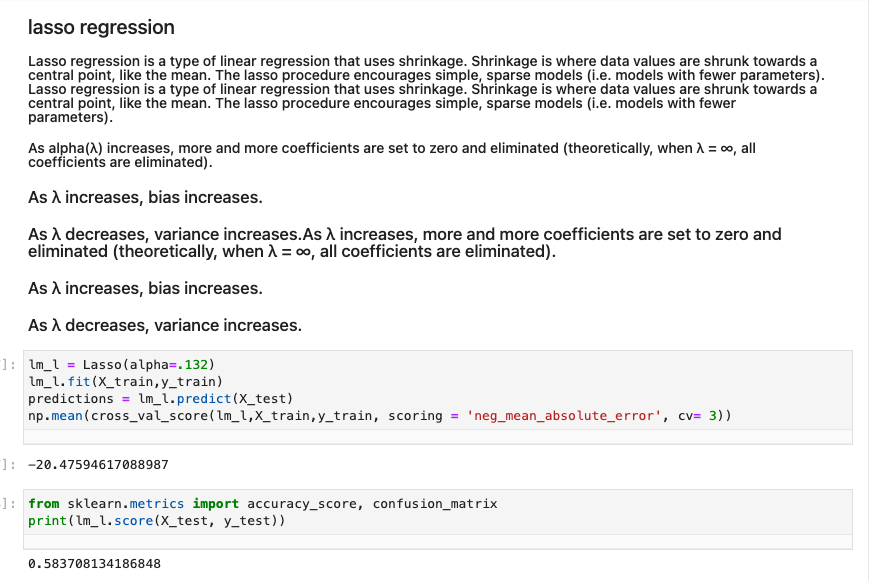 lasso regression
Lasso regression is a type of linear regression that uses shrinkage. Shrinkage is where data values are shrunk towards a
central point, like the mean. The lasso procedure encourages simple, sparse models (i.e. models with fewer parameters).
Lasso regression is a type of linear regression that uses shrinkage. Shrinkage is where data values are shrunk towards a
central point, like the mean. The lasso procedure encourages simple, sparse models (i.e. models with fewer
parameters).
As alpha(λ) increases, more and more coefficients are set to zero and eliminated (theoretically, when λ = ∞, all
coefficients are eliminated).
As λ increases, bias increases.
As λ decreases, variance increases.As λ increases, more and more coefficients are set to zero and
eliminated (theoretically, when λ = ∞, all coefficients are eliminated).
As λ increases, bias increases.
As λ decreases, variance increases.
]: lm_l = Lasso(alpha=.132)
lm_l.fit(X_train,y_train)
predictions = lm_l.predict(X_test)
np.mean(cross_val_score(lm_l,X_train,y_train, scoring = 'neg_mean_absolute_error', cv= 3))
]: -20.47594617088987
]: from sklearn.metrics import accuracy_score, confusion_matrix
print(lm_l.score(X_test, y_test))
0.583708134186848